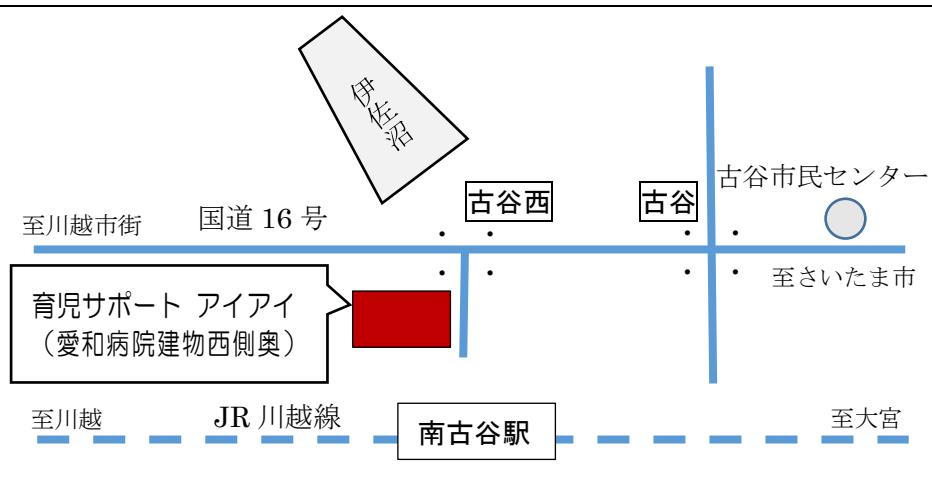 伊佐沼
古谷市民センター
古谷西
古谷
至川越市街
国道 16 号
至さいたま市
育児サポート アイアイ
（愛和病院建物西側奥）
至川越
JR 川越線
南古谷駅
至大宮